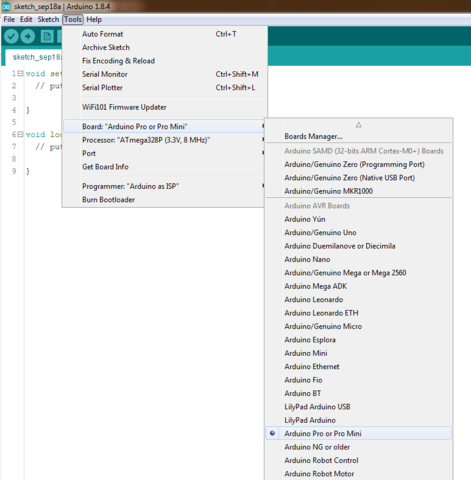 sketch_sep18a | Arduino 1.8.4
File Edit Sketch Tools Help
sketch_sep18a
1 void set
2 // put
3
4 }
5
6 void loo
7 // put
8
9 }
Auto Format Ctrl+T
Archive Sketch
Fix Encoding & Reload
Serial Monitor Ctrl+Shift+M
Serial Plotter Ctrl+Shift+L
WiFi101 Firmware Updater
Board: "Arduino Pro or Pro Mini"
Processor: "ATmega328P (3.3V, 8 MHz)"
Port
Get Board Info
Programmer: "Arduino as ISP"
Burn Bootloader
Boards Manager...
Arduino SAMD (32-bits ARM Cortex-M0+) Boards
Arduino/Genuino Zero (Programming Port)
Arduino/Genuino Zero (Native USB Port)
Arduino/Genuino MKR1000
Arduino AVR Boards
Arduino Yún
Arduino/Genuino Uno
Arduino Duemilanove or Diecimila
Arduino Nano
Arduino/Genuino Mega or Mega 2560
Arduino Mega ADK
Arduino Leonardo
Arduino Leonardo ETH
Arduino/Genuino Micro
Arduino Esplora
Arduino Mini
Arduino Ethernet
Arduino Fio
Arduino BT
LilyPad Arduino USB
LilyPad Arduino
Arduino Pro or Pro Mini
Arduino NG or older
Arduino Robot Control
Arduino Robot Motor